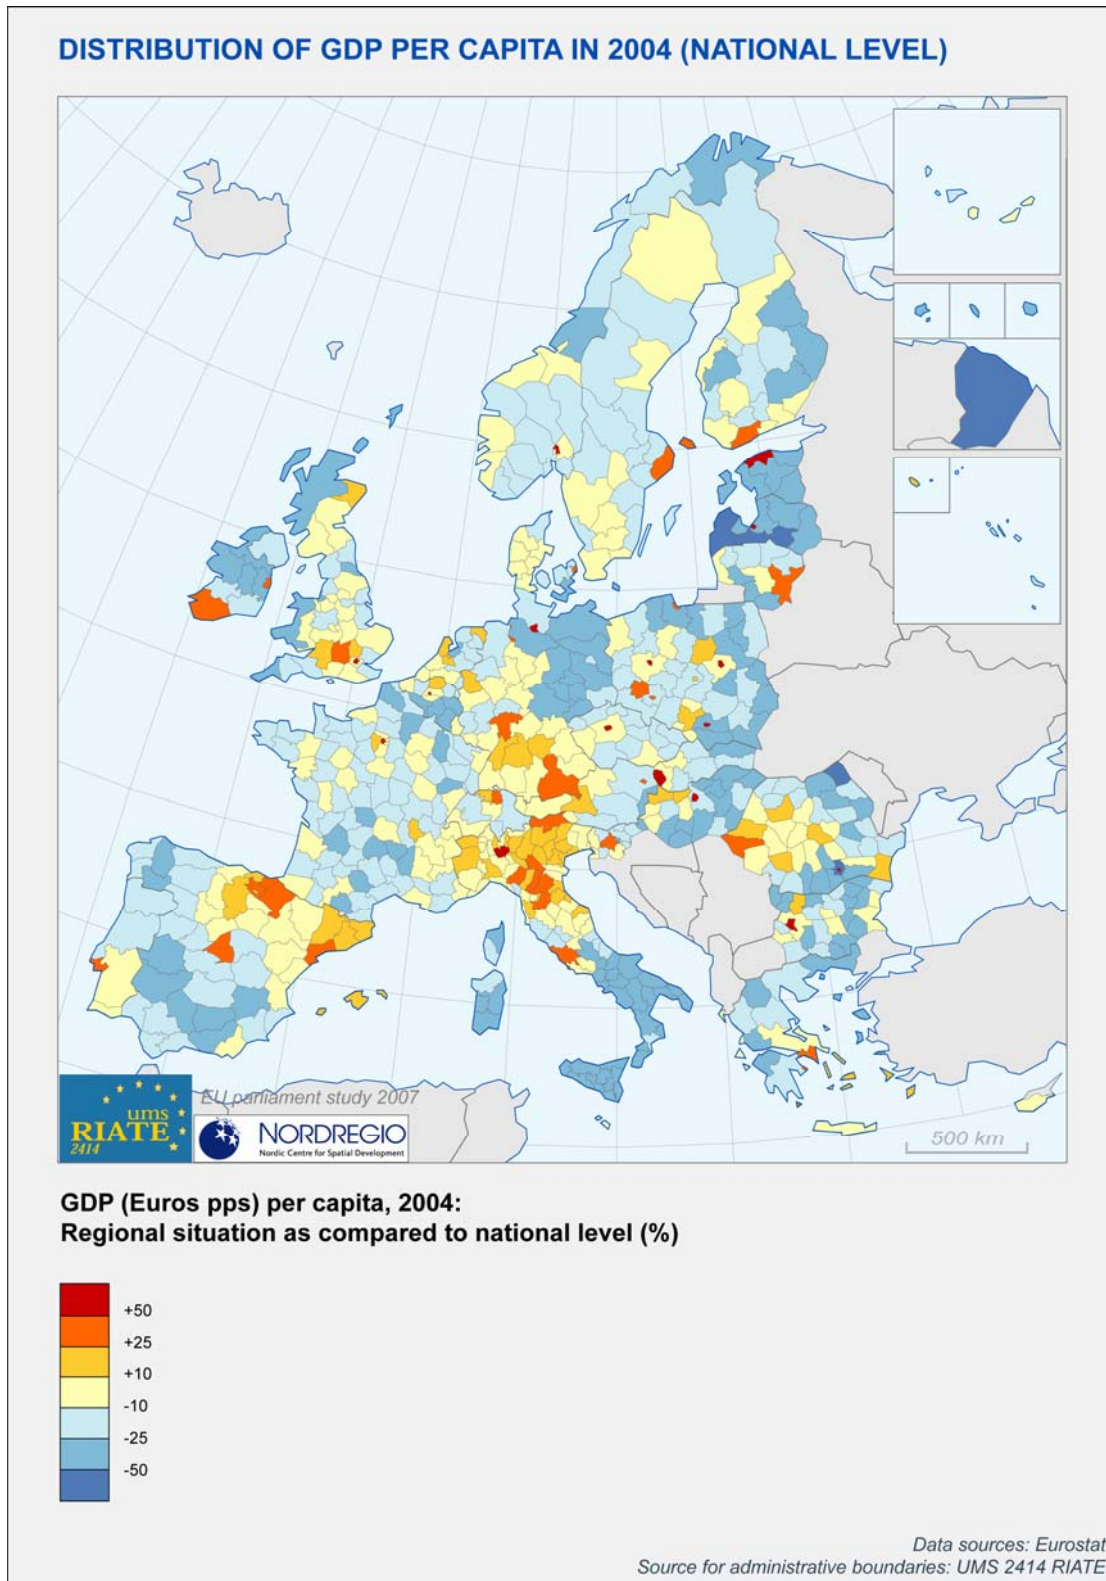 DISTRIBUTION OF GDP PER CAPITA IN 2004 (NATIONAL LEVEL)
EU parliament study 2007
ums
RIATE
2414
NORDREGIO
Nordic Centre for Spatial Development
500 km
GDP (Euros pps) per capita, 2004:
Regional situation as compared to national level (%)
+50
+25
+10
-10
-25
-50
Data sources: Eurostat
Source for administrative boundaries: UMS 2414 RIATE